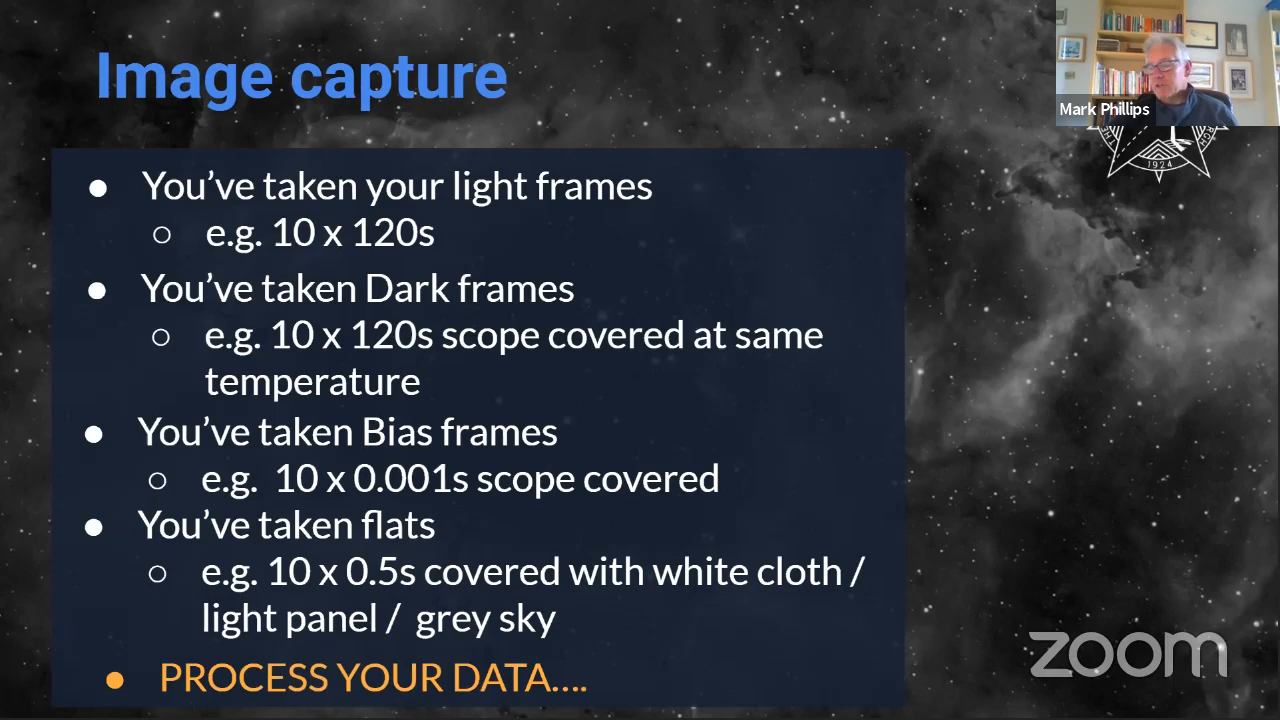 Image capture
Mark Phillips
● You’ve taken your light frames
○ e.g. 10 x 120s
● You’ve taken Dark frames
○ e.g. 10 x 120s scope covered at same
temperature
● You’ve taken Bias frames
○ e.g. 10 x 0.001s scope covered
● You’ve taken flats
○ e.g. 10 x 0.5s covered with white cloth /
light panel / grey sky
● PROCESS YOUR DATA....
1924
zoom